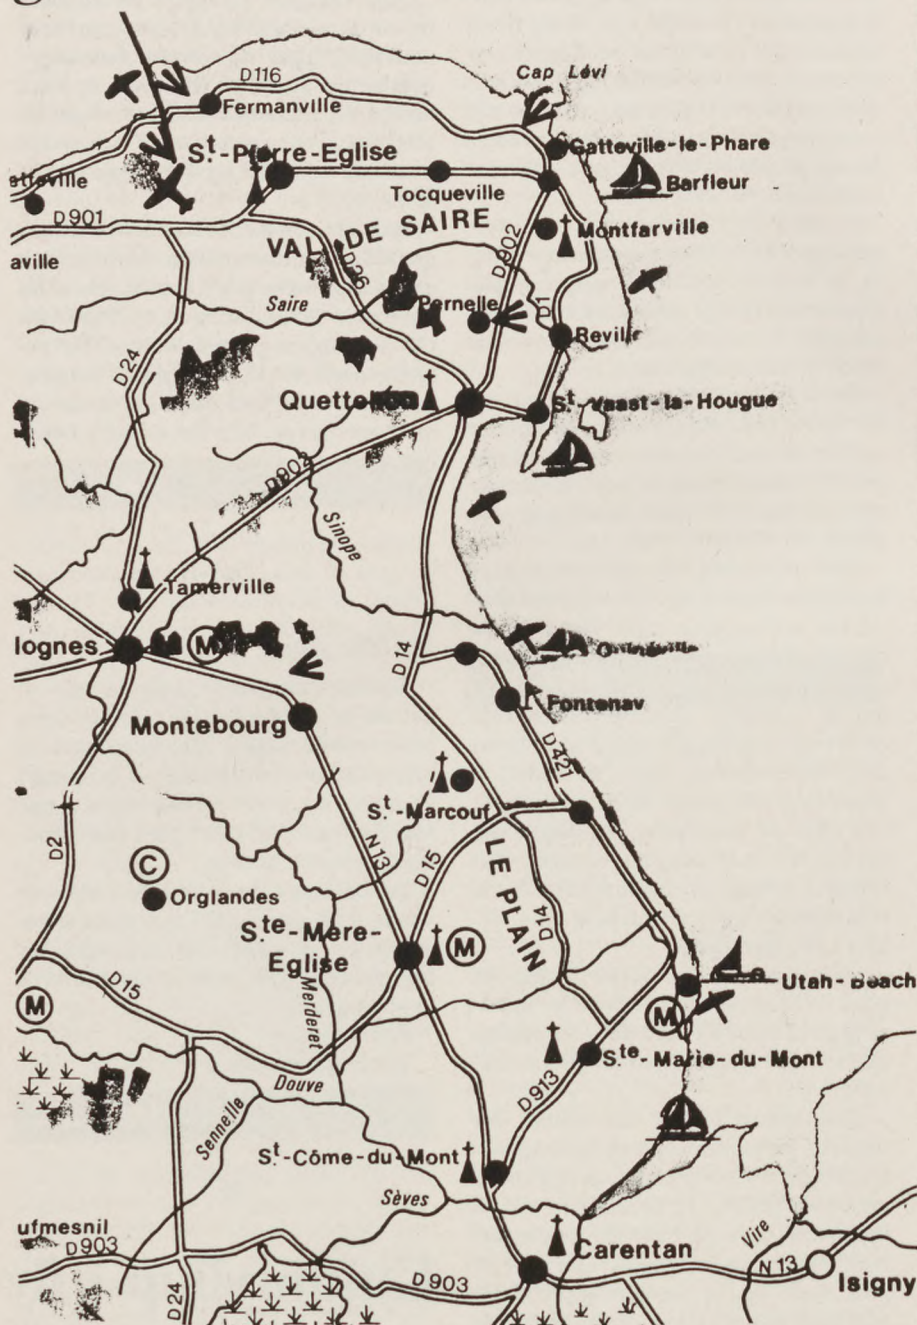 Cap Lévi
D116
Fermanville
Gatteville-le-Phare
St-Pierre-Eglise
Barfleur
Tocqueville
D901
VAL DE SAIRE
Montfarville
D902
D26
aville
Saire
Pernelle
D1
Reville
D24
St-Vaast-la-Hougue
D902
Sinope
Tamerville
lognes
M
D14
Fontenay
Montebourg
D421
St-Marcouf
D2
N13
D15
LE PLAIN
C
Orglandes
D14
Ste-Mere-
Eglise
M
D15
Merderet
Utah-Beach
M
M
Ste-Marie-du-Mont
Douve
D913
Sennelle
St-Côme-du-Mont
Sèves
ufmesnil
D903
Carentan
Vire
N13
D903
Isigny
D24